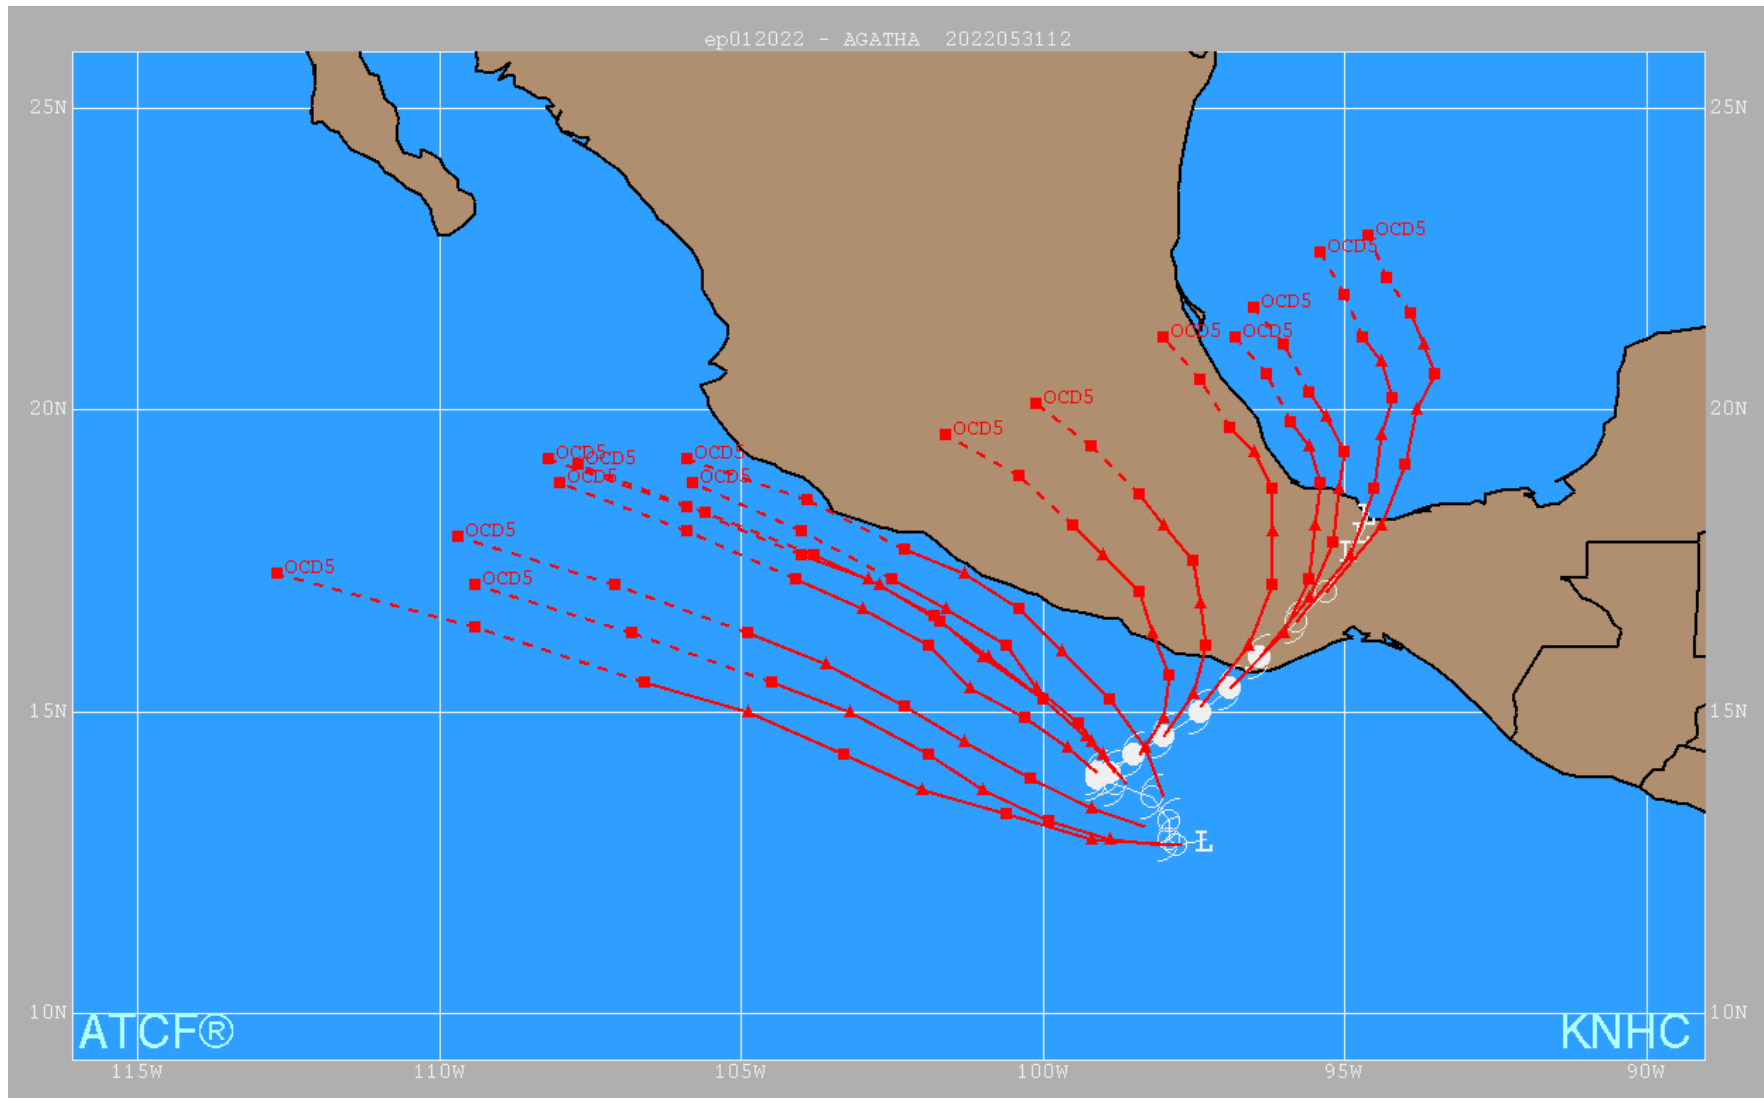 ep012022 - AGATHA 2022053112
25N 25N
OCD5
OCD5
OCD5
OCD5 OCD5
20N OCD5 20N
OCD5
OCD5 OCD5 OCD5
OCD5 OCD5
OCD5
OCD5 OCD5
L
L
15N 15N
L
10N 10N
ATCF® KNHC
115W 110W 105W 100W 95W 90W